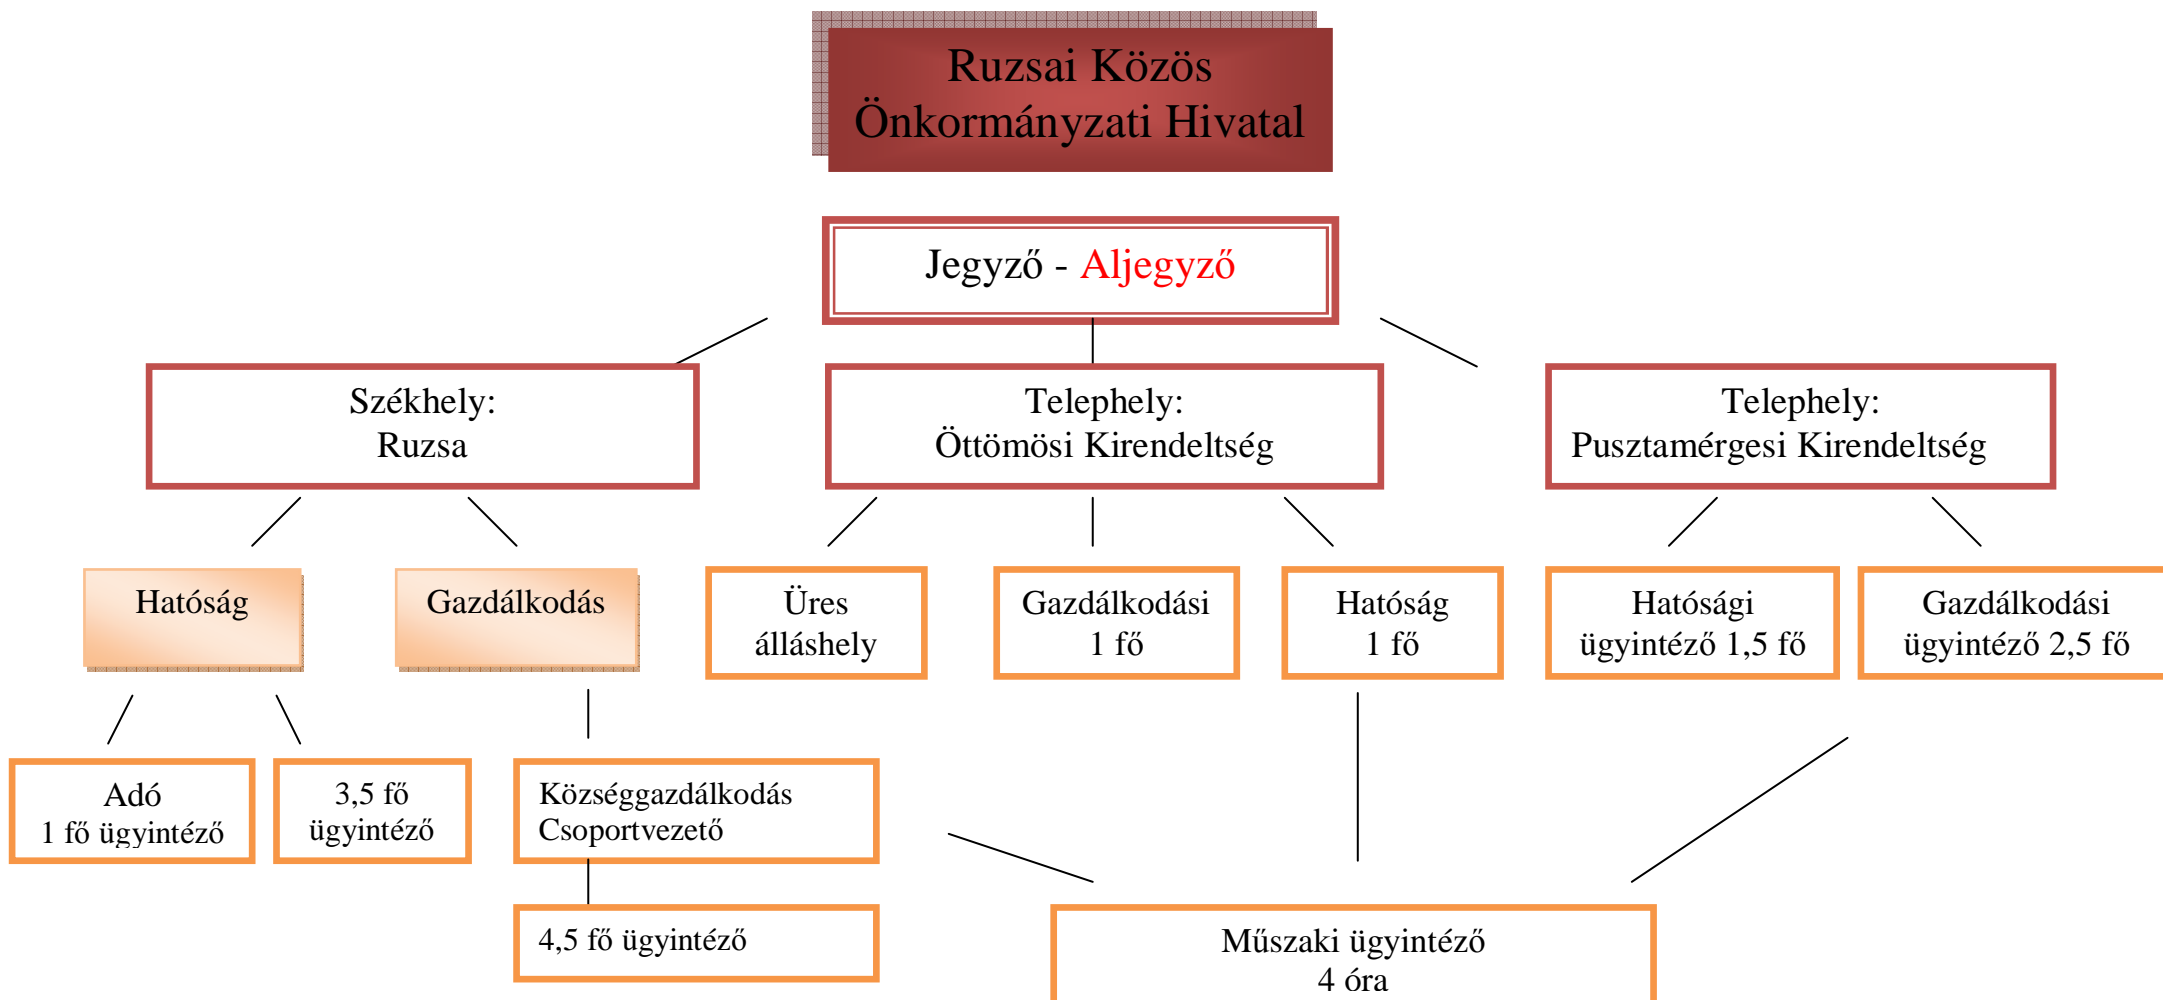 Ruzsai Közös
Önkormányzati Hivatal
Jegyző - Aljegyző
Székhely:
Ruzsa
Telephely:
Öttömösi Kirendeltség
Telephely:
Pusztamérgesi Kirendeltség
Hatóság
Gazdálkodás
Üres
álláshely
Gazdálkodási
1 fő
Hatóság
1 fő
Hatósági
ügyintéző 1,5 fő
Gazdálkodási
ügyintéző 2,5 fő
Adó
1 fő ügyintéző
3,5 fő
ügyintéző
Községgazdálkodás
Csoportvezető
4,5 fő ügyintéző
Műszaki ügyintéző
4 óra